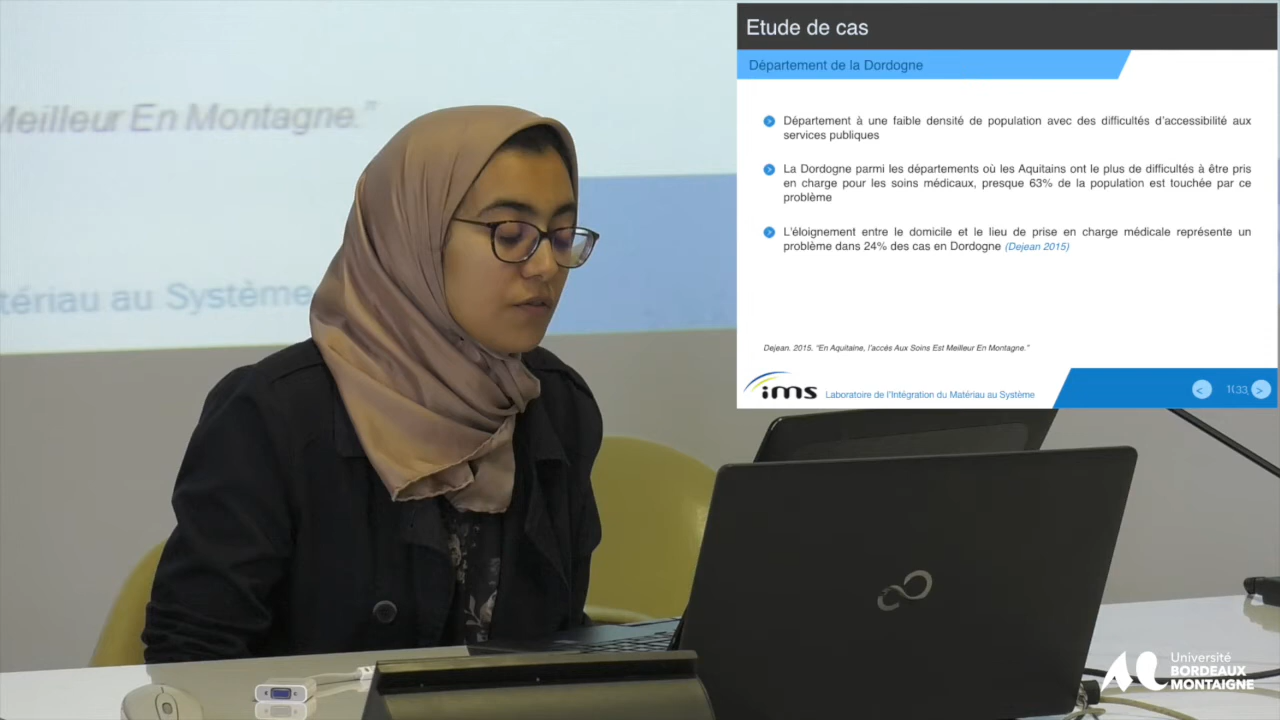 Etude de cas
Département de la Dordogne
Département à une faible densité de population avec des difficultés d'accessibilité aux
services publiques
La Dordogne parmi les départements où les Aquitains ont le plus de difficultés à être pris
en charge pour les soins médicaux, presque 63% de la population est touchée par ce
problème
L'éloignement entre le domicile et le lieu de prise en charge médicale représente un
problème dans 24% des cas en Dordogne (Dejean 2015)
Dejean. 2015. "En Aquitaine, l'accés Aux Soins Est Meilleur En Montagne."
ims Laboratoire de l'Intégration du Matériau au Système
Meilleur En Montagne."
tériau au Système
Université
BORDEAUX
MONTAIGNE